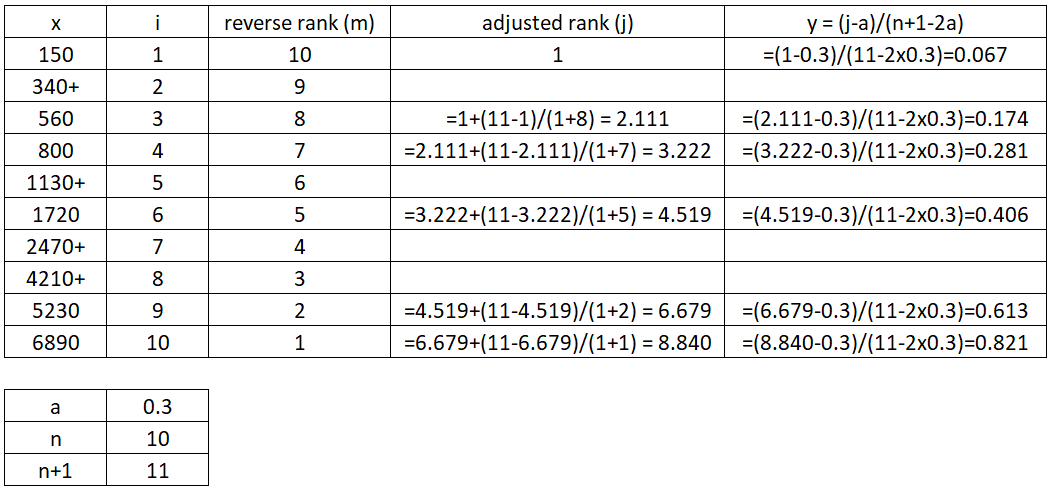 x i reverse rank (m) adjusted rank (j) y = (j-a)/(n+1-2a)
150 1 10 1 =(1-0.3)/(11-2x0.3)=0.067
340+ 2 9
560 3 8 =1+(11-1)/(1+8) = 2.111 =(2.111-0.3)/(11-2x0.3)=0.174
800 4 7 =2.111+(11-2.111)/(1+7) = 3.222 =(3.222-0.3)/(11-2x0.3)=0.281
1130+ 5 6
1720 6 5 =3.222+(11-3.222)/(1+5) = 4.519 =(4.519-0.3)/(11-2x0.3)=0.406
2470+ 7 4
4210+ 8 3
5230 9 2 =4.519+(11-4.519)/(1+2) = 6.679 =(6.679-0.3)/(11-2x0.3)=0.613
6890 10 1 =6.679+(11-6.679)/(1+1) = 8.840 =(8.840-0.3)/(11-2x0.3)=0.821
a 0.3
n 10
n+1 11